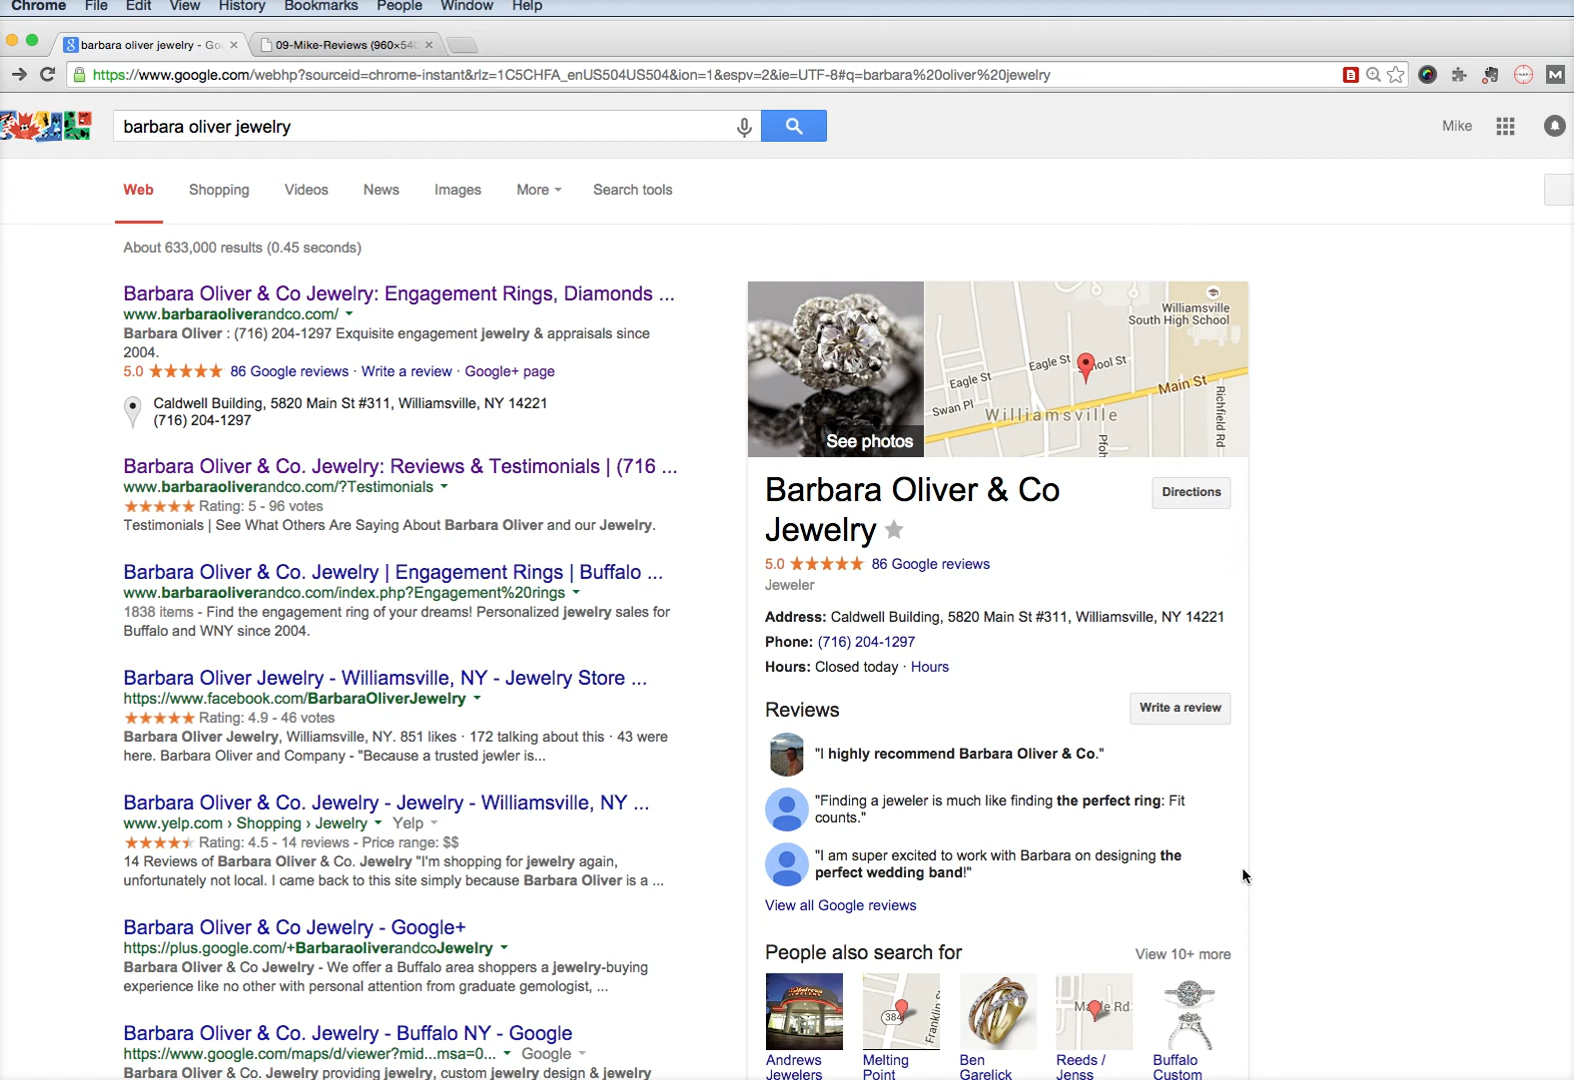 Chrome File Edit View History Bookmarks People Window Help
barbara oliver jewelry - Go
09-Mike-Reviews (960×540
https://www.google.com/webhp?sourceid=chrome-instant&rlz=1C5CHFA_enUS504US504&ion=1&espv=2&ie=UTF-8#q=barbara%20oliver%20jewelry
barbara oliver jewelry
Mike
Web Shopping Videos News Images More Search tools
About 633,000 results (0.45 seconds)
Barbara Oliver & Co Jewelry: Engagement Rings, Diamonds ...
www.barbaraoliverandco.com/
Barbara Oliver : (716) 204-1297 Exquisite engagement jewelry & appraisals since
2004.
5.0 86 Google reviews · Write a review · Google+ page
Caldwell Building, 5820 Main St #311, Williamsville, NY 14221
(716) 204-1297
Barbara Oliver & Co. Jewelry: Reviews & Testimonials | (716 ...
www.barbaraoliverandco.com/?Testimonials
Rating: 5 - 96 votes
Testimonials | See What Others Are Saying About Barbara Oliver and our Jewelry.
Barbara Oliver & Co. Jewelry | Engagement Rings | Buffalo ...
www.barbaraoliverandco.com/index.php?Engagement%20rings
1838 items - Find the engagement ring of your dreams! Personalized jewelry sales for
Buffalo and WNY since 2004.
Barbara Oliver Jewelry - Williamsville, NY - Jewelry Store ...
https://www.facebook.com/BarbaraOliverJewelry
Rating: 4.9 - 46 votes
Barbara Oliver Jewelry, Williamsville, NY. 851 likes · 172 talking about this · 43 were
here. Barbara Oliver and Company - "Because a trusted jewler is...
Barbara Oliver & Co. Jewelry - Jewelry - Williamsville, NY ...
www.yelp.com › Shopping › Jewelry Yelp
Rating: 4.5 - 14 reviews - Price range: $$
14 Reviews of Barbara Oliver & Co. Jewelry "I'm shopping for jewelry again,
unfortunately not local. I came back to this site simply because Barbara Oliver is a ...
Barbara Oliver & Co Jewelry - Google+
https://plus.google.com/+BarbaraoliverandcoJewelry
Barbara Oliver & Co Jewelry - We offer a Buffalo area shoppers a jewelry-buying
experience like no other with personal attention from graduate gemologist, ...
Barbara Oliver & Co. Jewelry - Buffalo NY - Google
https://www.google.com/maps/d/viewer?mid...msa=0... Google
Barbara Oliver & Co. Jewelry providing jewelry, custom jewelry design & jewelry
See photos
Williamsville
South High School
Eagle St
School St
Eagle St
Main St
Swan Pl
Williamsville
Richfield Rd
Barbara Oliver & Co
Jewelry
Directions
5.0 86 Google reviews
Jeweler
Address: Caldwell Building, 5820 Main St #311, Williamsville, NY 14221
Phone: (716) 204-1297
Hours: Closed today · Hours
Reviews
Write a review
"I highly recommend Barbara Oliver & Co."
"Finding a jeweler is much like finding the perfect ring: Fit
counts."
"I am super excited to work with Barbara on designing the
perfect wedding band!"
View all Google reviews
People also search for
View 10+ more
384
Franklin S
Andrews
Jewelers
Melting
Point
Ben
Garelick
Reeds /
Jenss
Buffalo
Custom